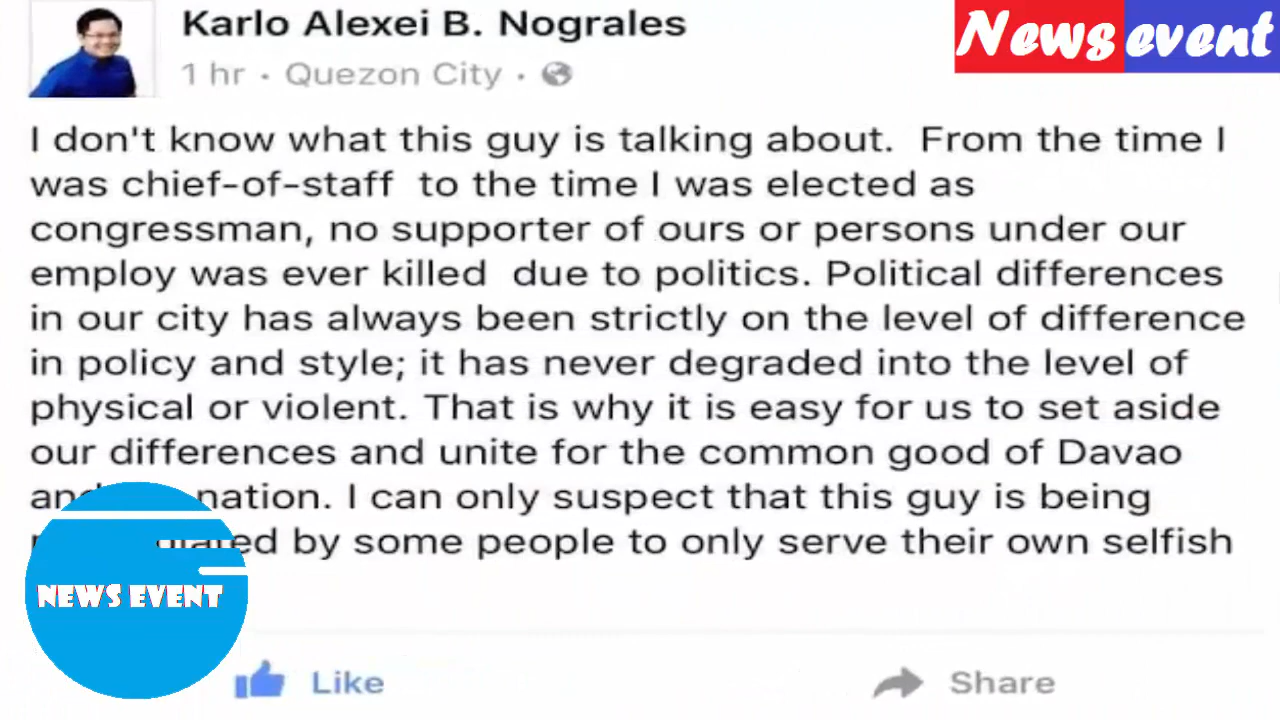 Karlo Alexei B. Nograles
News event
1 hr · Quezon City ·
I don't know what this guy is talking about. From the time I
was chief-of-staff to the time I was elected as
congressman, no supporter of ours or persons under our
employ was ever killed due to politics. Political differences
in our city has always been strictly on the level of difference
in policy and style; it has never degraded into the level of
physical or violent. That is why it is easy for us to set aside
our differences and unite for the common good of Davao
nation. I can only suspect that this guy is being
by some people to only serve their own selfish
NEWS EVENT
Like
Share